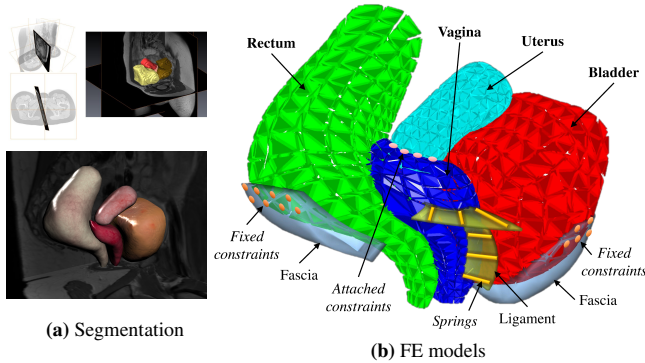 Rectum
Vagina
Uterus
Bladder
Fixed
constraints
Fascia
Attached
constraints
Springs
Ligament
Fixed
constraints
Fascia
(a) Segmentation
(b) FE models